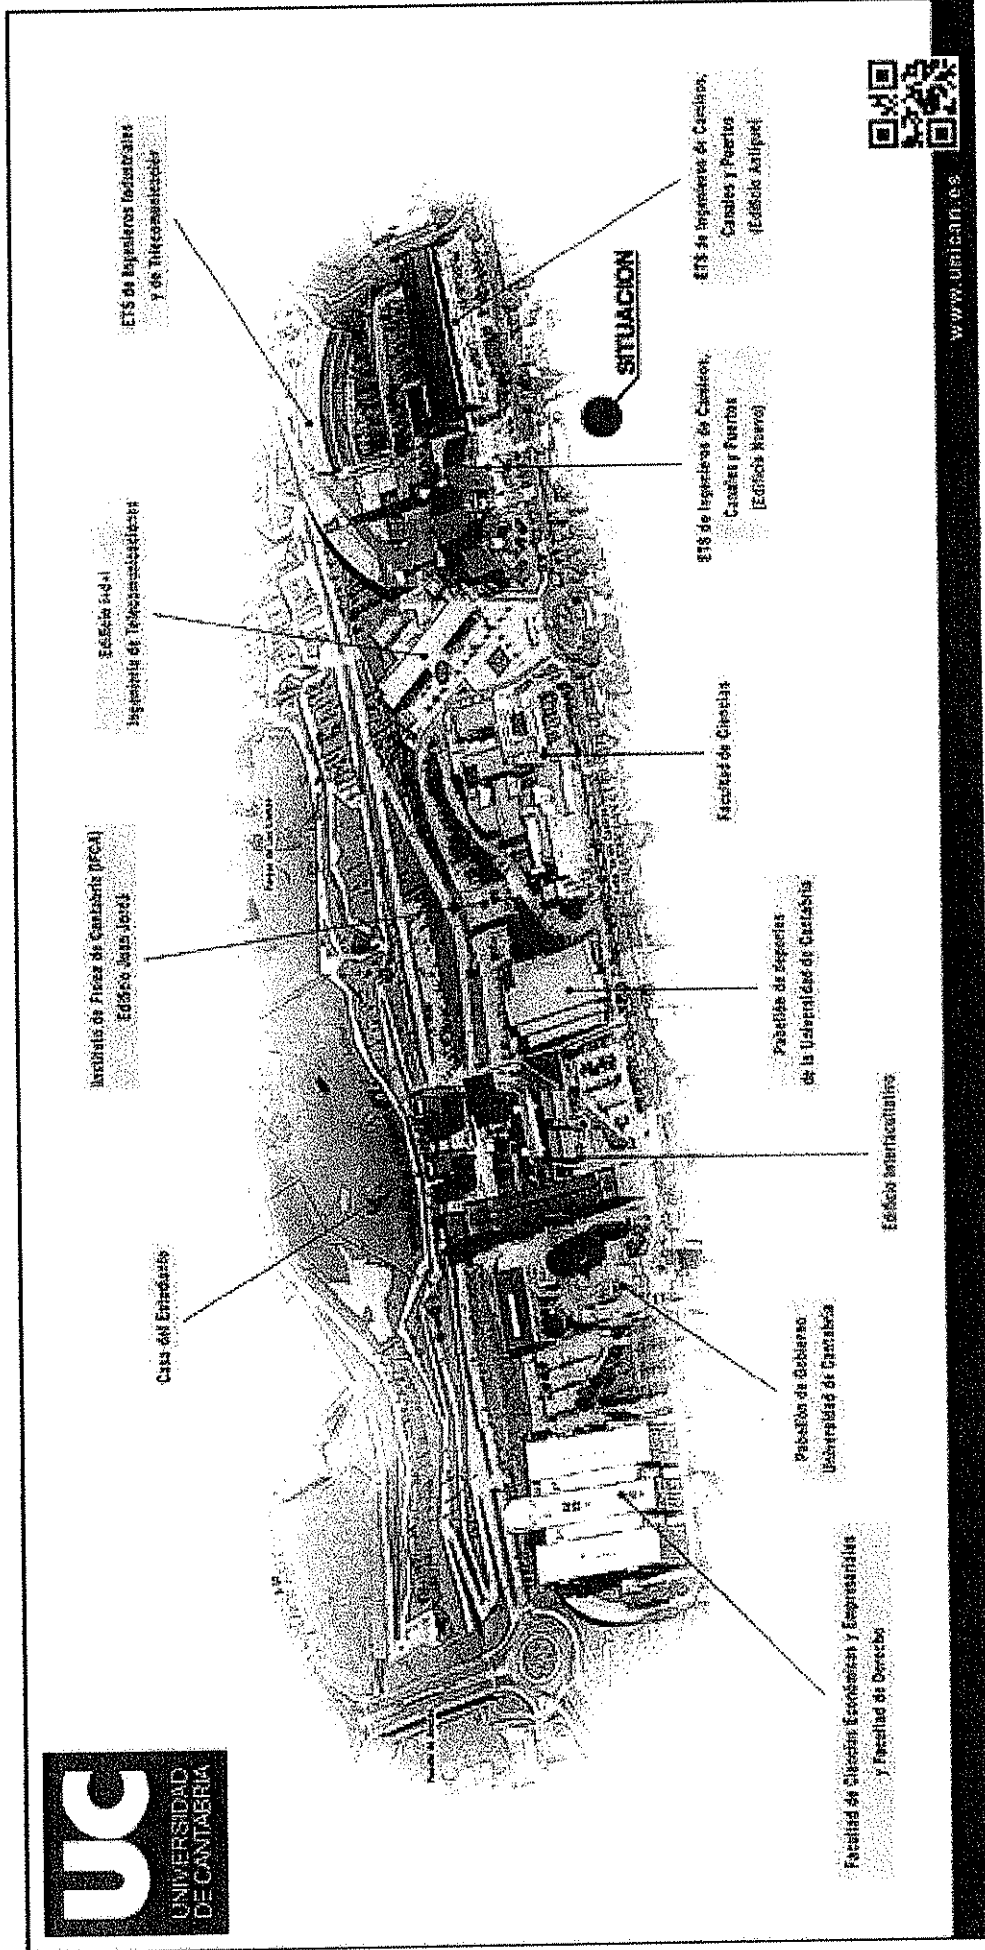 UC
UNIVERSIDAD
DE CANTABRIA
Casa del Estudiante
Instituto de Física de Cantabria (IFCA)
Edificio Juan Jordá
Edificio I+D+i
Ingeniería de Telecomunicaciones
ETS de Ingenieros Industriales
y de Telecomunicación
Facultad de Ciencias Económicas y Empresariales
y Facultad de Derecho
Pabellón de Gobierno
Universidad de Cantabria
Edificio Interfacultativo
Pabellón de deportes
de la Universidad de Cantabria
Facultad de Ciencias
ETS de Ingenieros de Caminos,
Canales y Puertos
(Edificio Nuevo)
SITUACION
ETS de Ingenieros de Caminos,
Canales y Puertos
(Edificio Antiguo)
www.unican.es